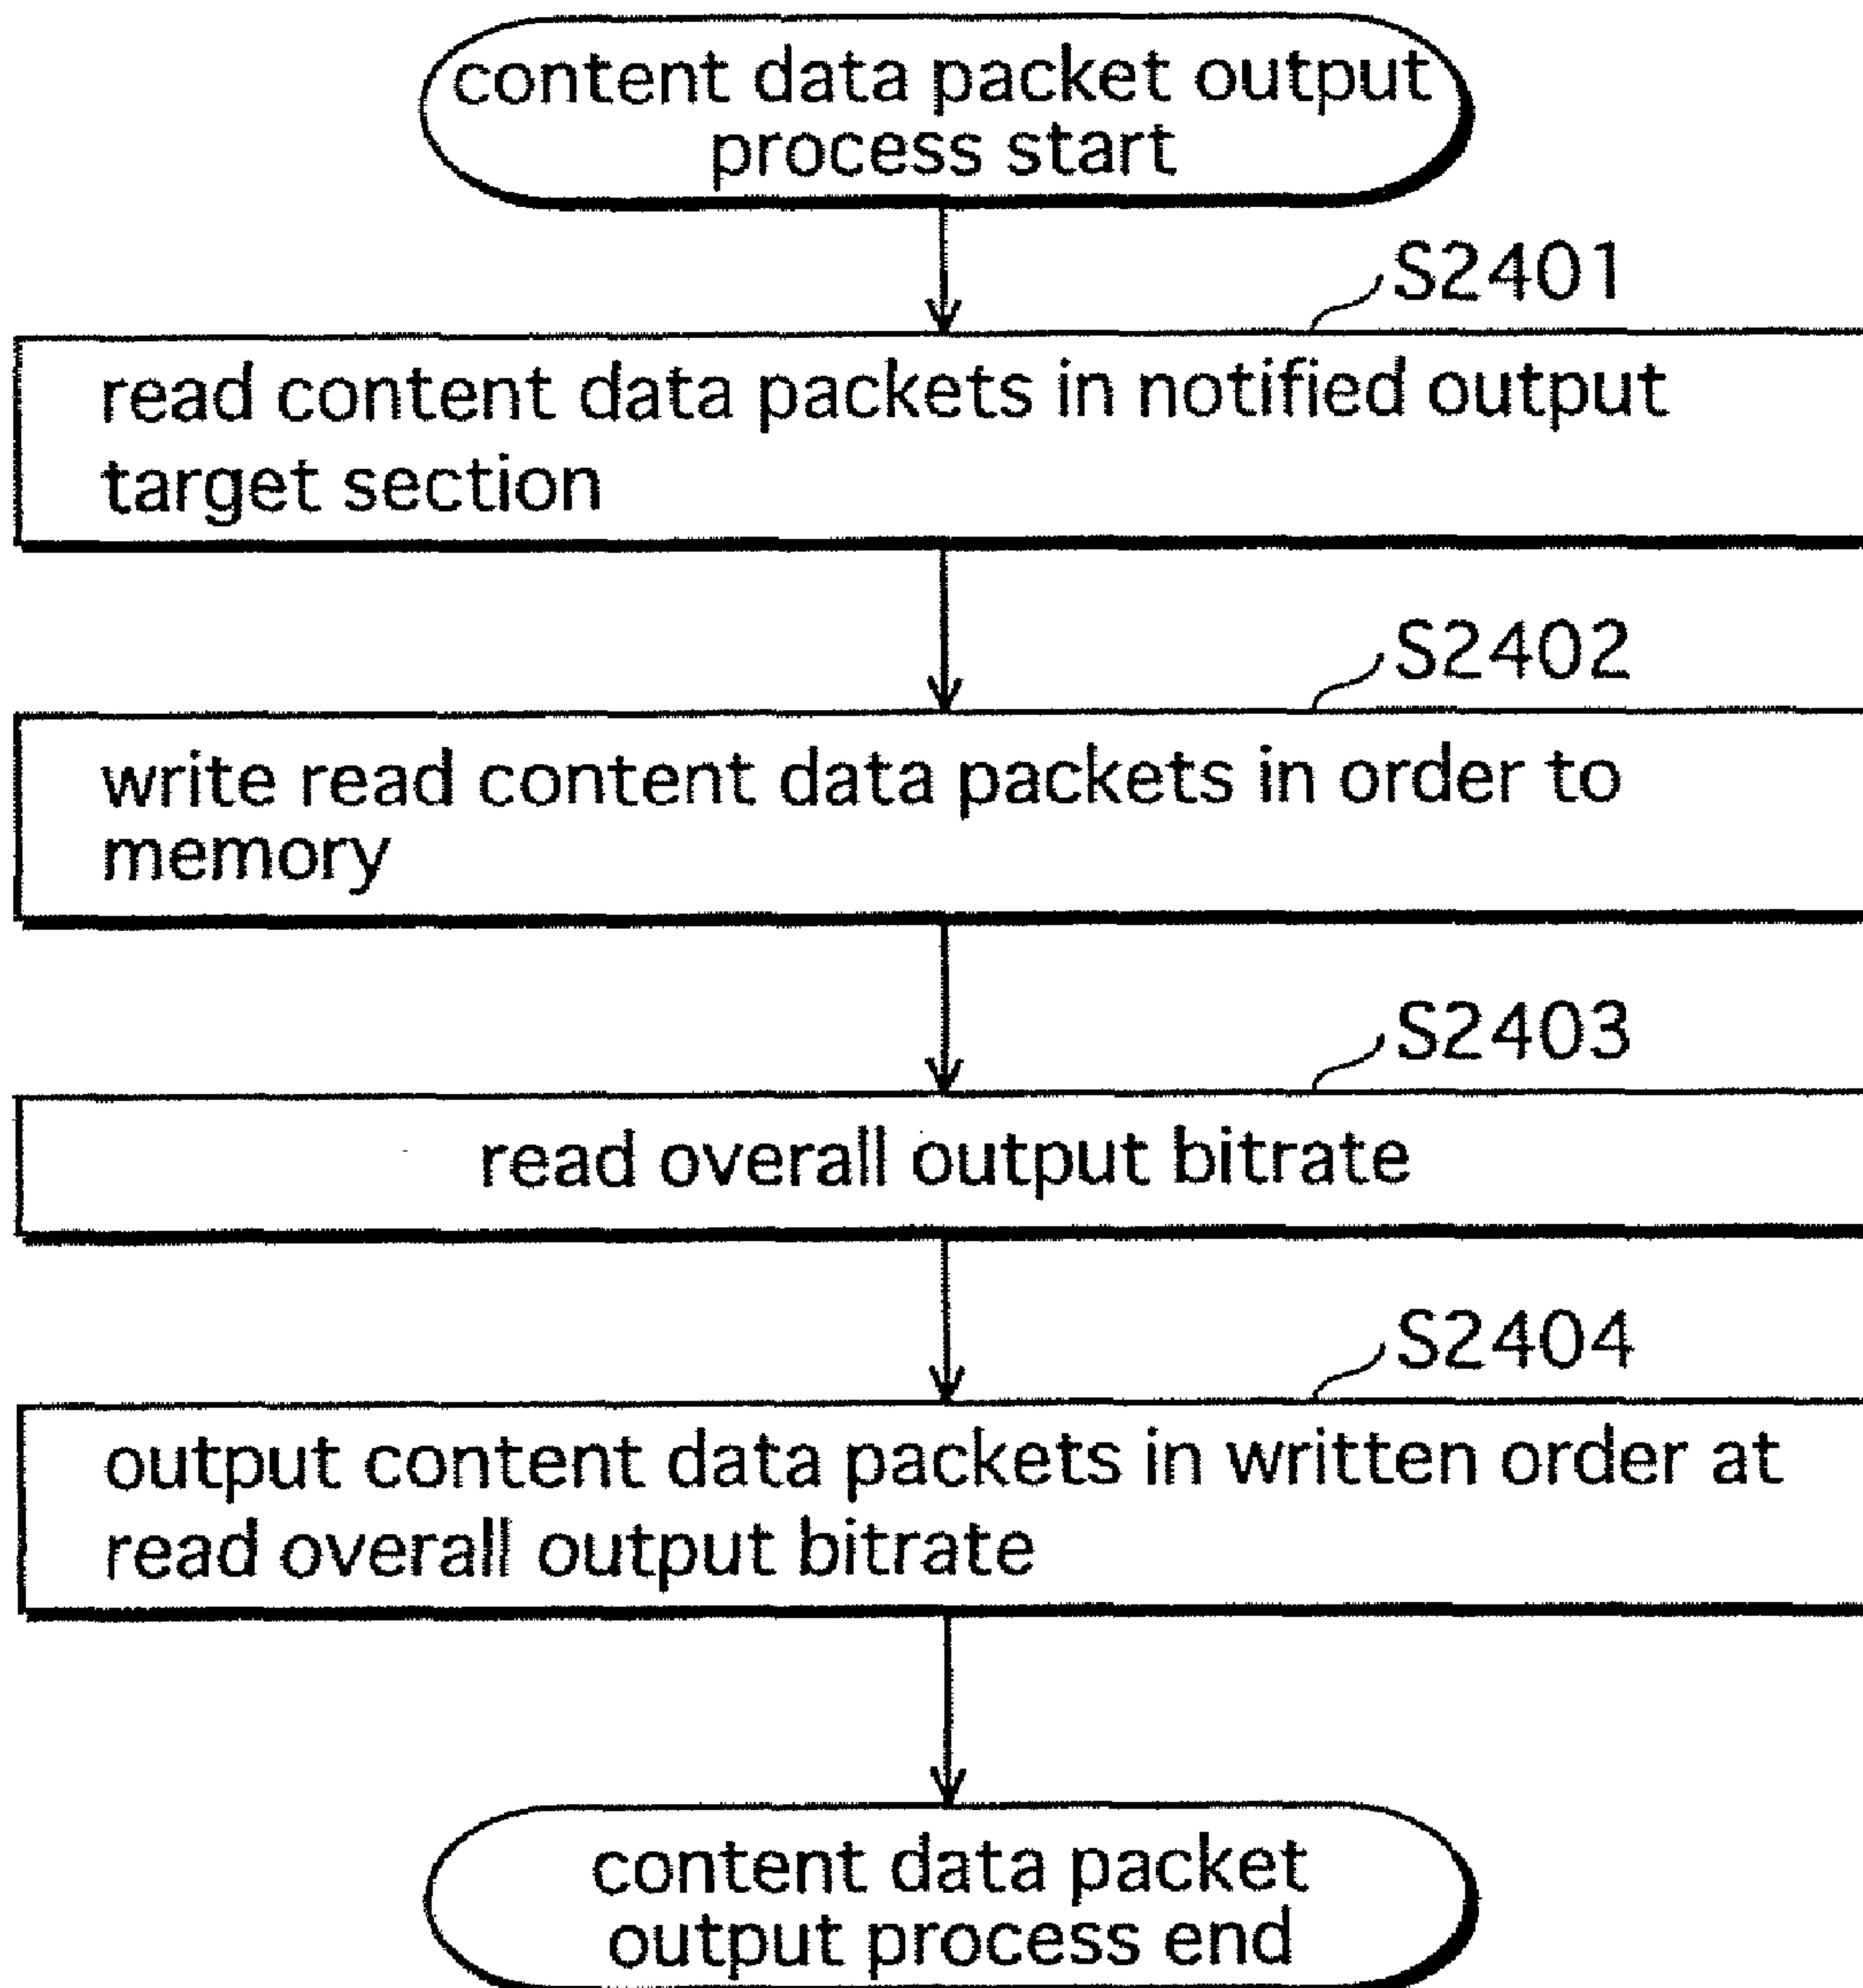 content data packet output
process start
S2401
read content data packets in notified output
target section
S2402
write read content data packets in order to
memory
S2403
read overall output bitrate
S2404
output content data packets in written order at
read overall output bitrate
content data packet
output process end